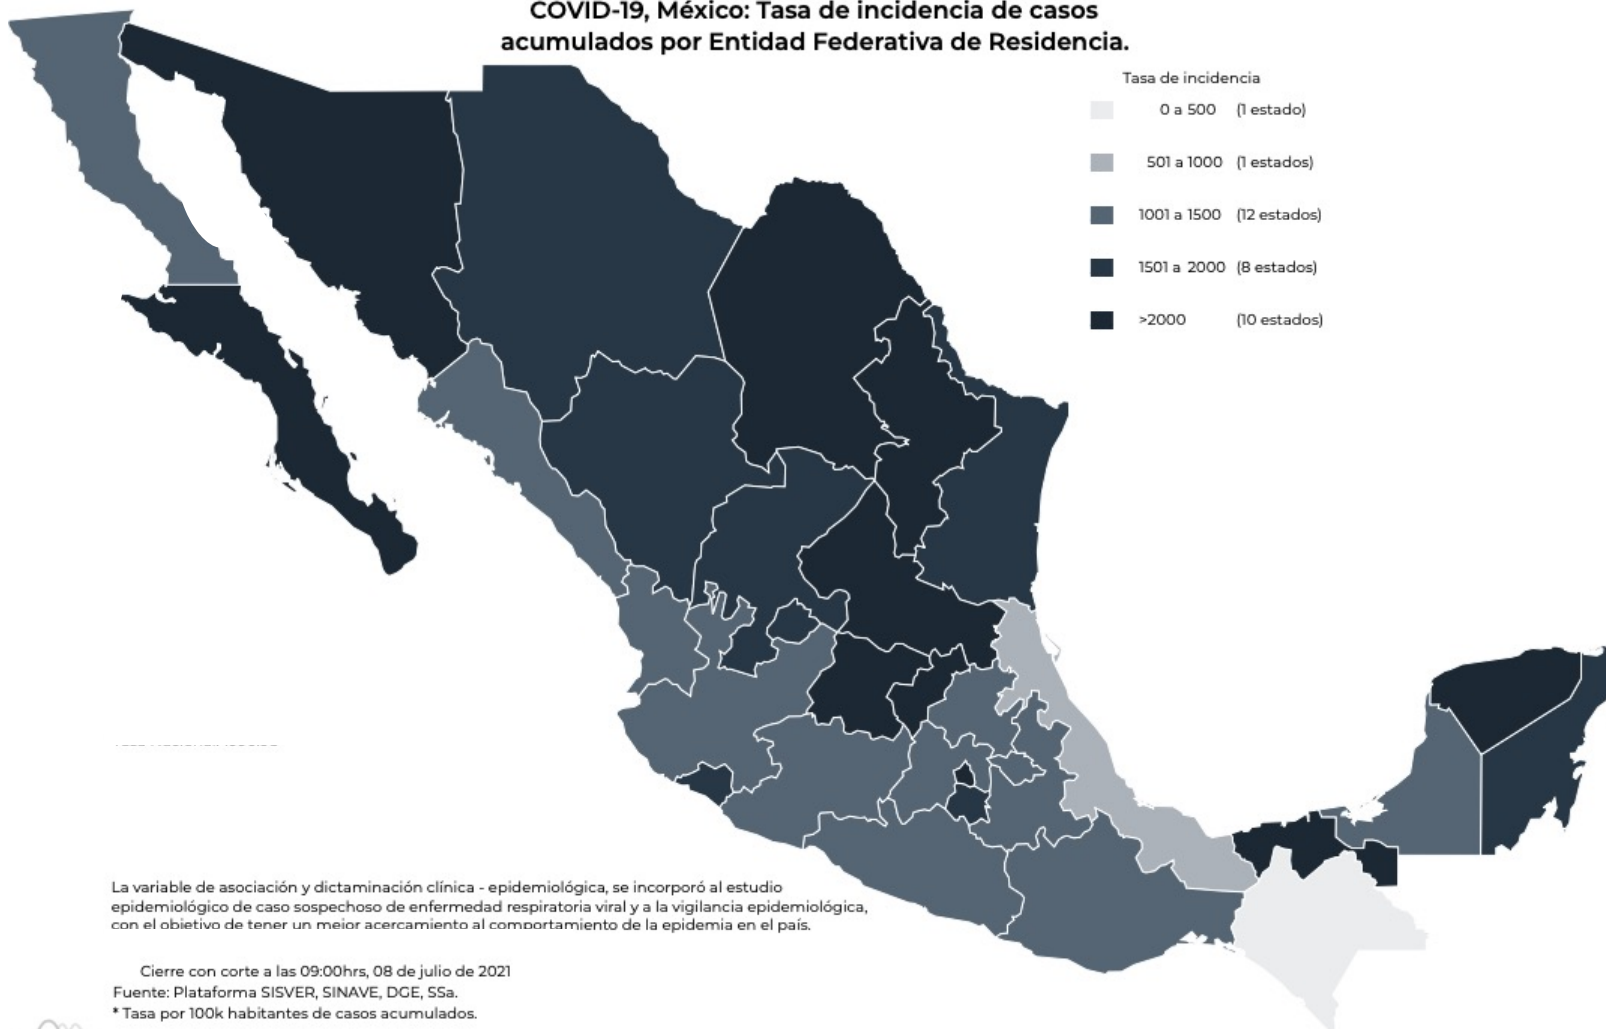 COVID-19, México: Tasa de incidencia de casos
acumulados por Entidad Federativa de Residencia.
Tasa de incidencia
0 a 500 (1 estado)
501 a 1000 (1 estados)
1001 a 1500 (12 estados)
1501 a 2000 (8 estados)
>2000 (10 estados)
La variable de asociación y dictaminación clínica - epidemiológica, se incorporó al estudio
epidemiológico de caso sospechoso de enfermedad respiratoria viral y a la vigilancia epidemiológica,
con el objetivo de tener un mejor acercamiento al comportamiento de la epidemia en el país.
Cierre con corte a las 09:00hrs, 08 de julio de 2021
Fuente: Plataforma SISVER, SINAVE, DGE, SSa.
* Tasa por 100k habitantes de casos acumulados.